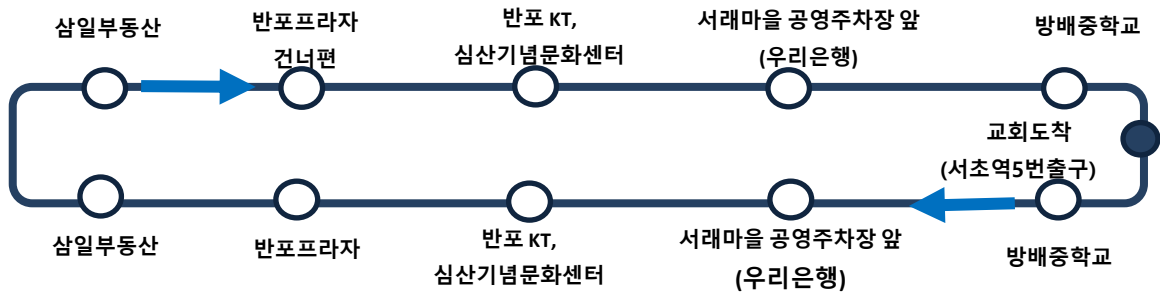 삼일부동산
반포프라자
건너편
반포 KT,
심산기념문화센터
서래마을 공영주차장 앞
(우리은행)
방배중학교
교회도착
(서초역5번출구)
삼일부동산
반포프라자
반포 KT,
심산기념문화센터
서래마을 공영주차장 앞
(우리은행)
방배중학교